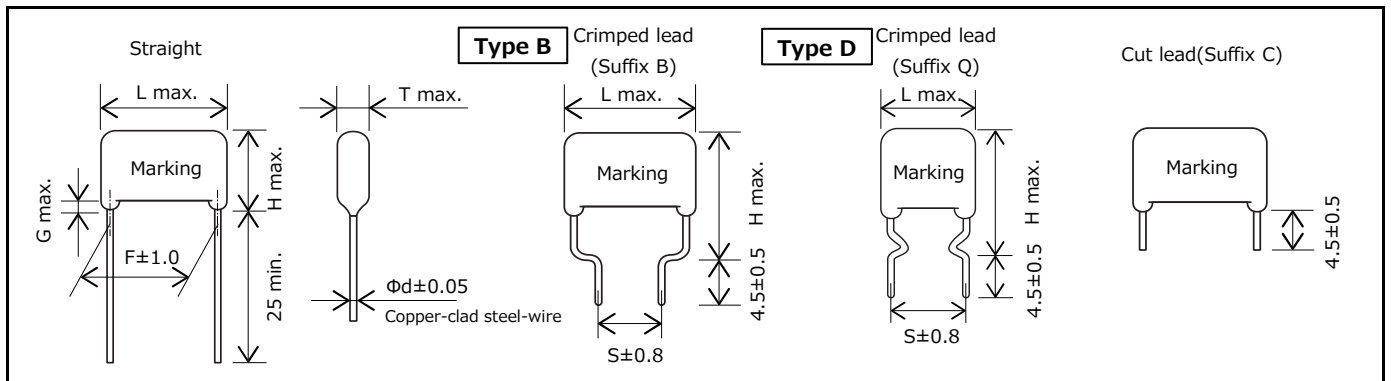 Straight
L max.
Marking
G max.
H max.
F±1.0
25 min.
T max.
Φd±0.05
Copper-clad steel-wire
Type B
Crimped lead
(Suffix B)
L max.
Marking
H max.
4.5±0.5
S±0.8
Type D
Crimped lead
(Suffix Q)
L max.
Marking
H max.
4.5±0.5
S±0.8
Cut lead(Suffix C)
Marking
4.5±0.5